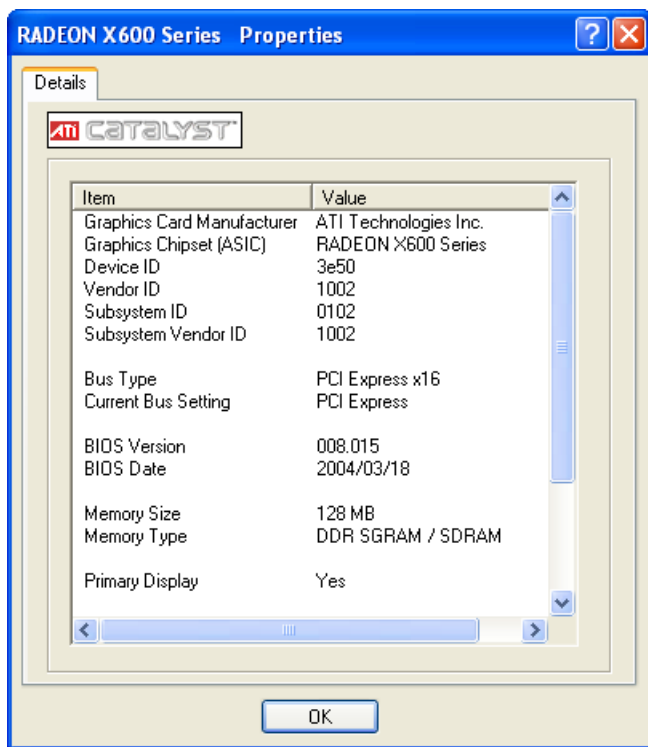 RADEON X600 Series Properties
Details
ATI CATALYST™
Item Value
Graphics Card Manufacturer ATI Technologies Inc.
Graphics Chipset (ASIC) RADEON X600 Series
Device ID 3e50
Vendor ID 1002
Subsystem ID 0102
Subsystem Vendor ID 1002
Bus Type PCI Express x16
Current Bus Setting PCI Express
BIOS Version 008.015
BIOS Date 2004/03/18
Memory Size 128 MB
Memory Type DDR SGRAM / SDRAM
Primary Display Yes
OK